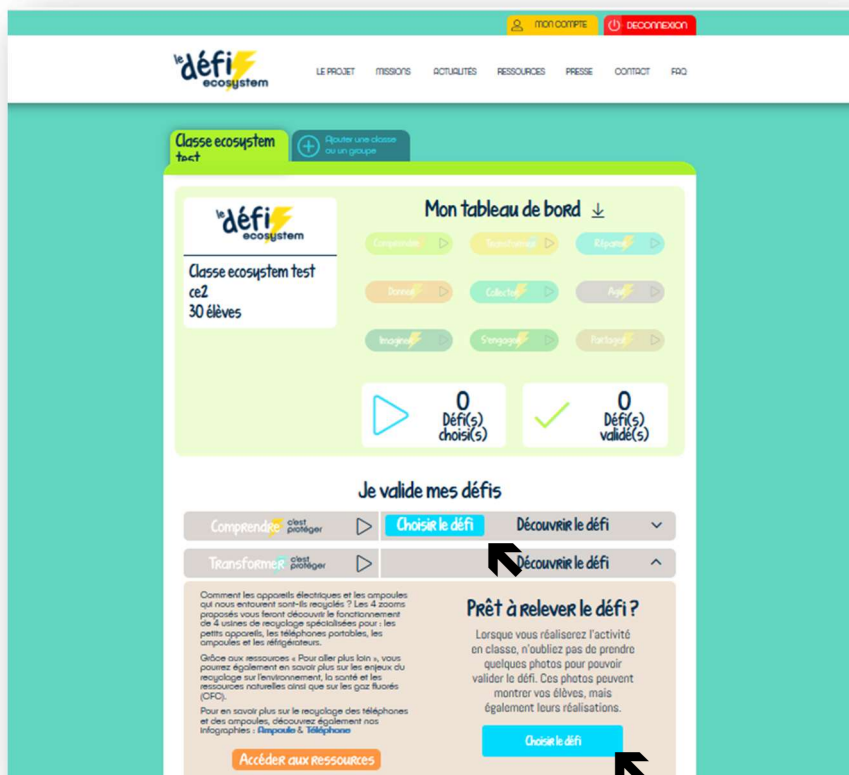 MON COMPTE
DECONNEXION
le défi ecosystem
LE PROJET MISSIONS ACTUALITÉS RESSOURCES PRESSE CONTACT FAQ
Classe ecosystem
test
Ajouter une classe
ou un groupe
le défi ecosystem
Mon tableau de bord
Comprendre Transformer Réparer
Classe ecosystem test
ce2
30 élèves
Donner Collecter Agir
Imaginer S'engager Partager
0
Défi(s)
choisi(s)
0
Défi(s)
validé(s)
Je valide mes défis
Comprendre c'est protéger Choisir le défi Découvrir le défi
Transformer c'est protéger Découvrir le défi
Comment les appareils électriques et les ampoules
qui nous entourent sont-ils recyclés ? Les 4 zooms
proposés vous feront découvrir le fonctionnement
de 4 usines de recyclage spécialisées pour : les
petits appareils, les téléphones portables, les
ampoules et les réfrigérateurs.
Grâce aux ressources « Pour aller plus loin », vous
pourrez également en savoir plus sur les enjeux du
recyclage sur l'environnement, la santé et les
ressources naturelles ainsi que sur les gaz fluorés
(CFC).
Pour en savoir plus sur le recyclage des téléphones
et des ampoules, découvrez également nos
infographies : Ampoule & Téléphone
Accéder aux ressources
Prêt à relever le défi ?
Lorsque vous réaliserez l'activité
en classe, n'oubliez pas de prendre
quelques photos pour pouvoir
valider le défi. Ces photos peuvent
montrer vos élèves, mais
également leurs réalisations.
Choisir le défi